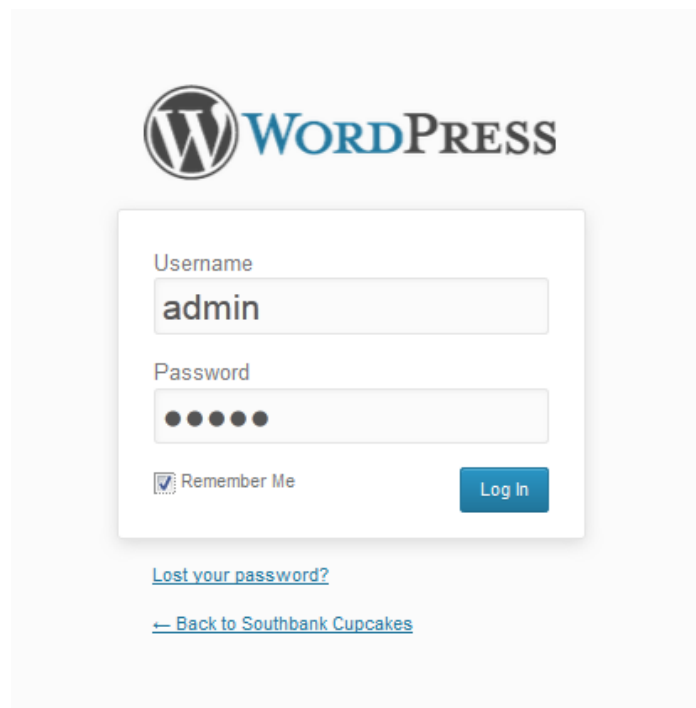 WORDPRESS
Username
admin
Password
●●●●●
Remember Me
Log In
Lost your password?
← Back to Southbank Cupcakes